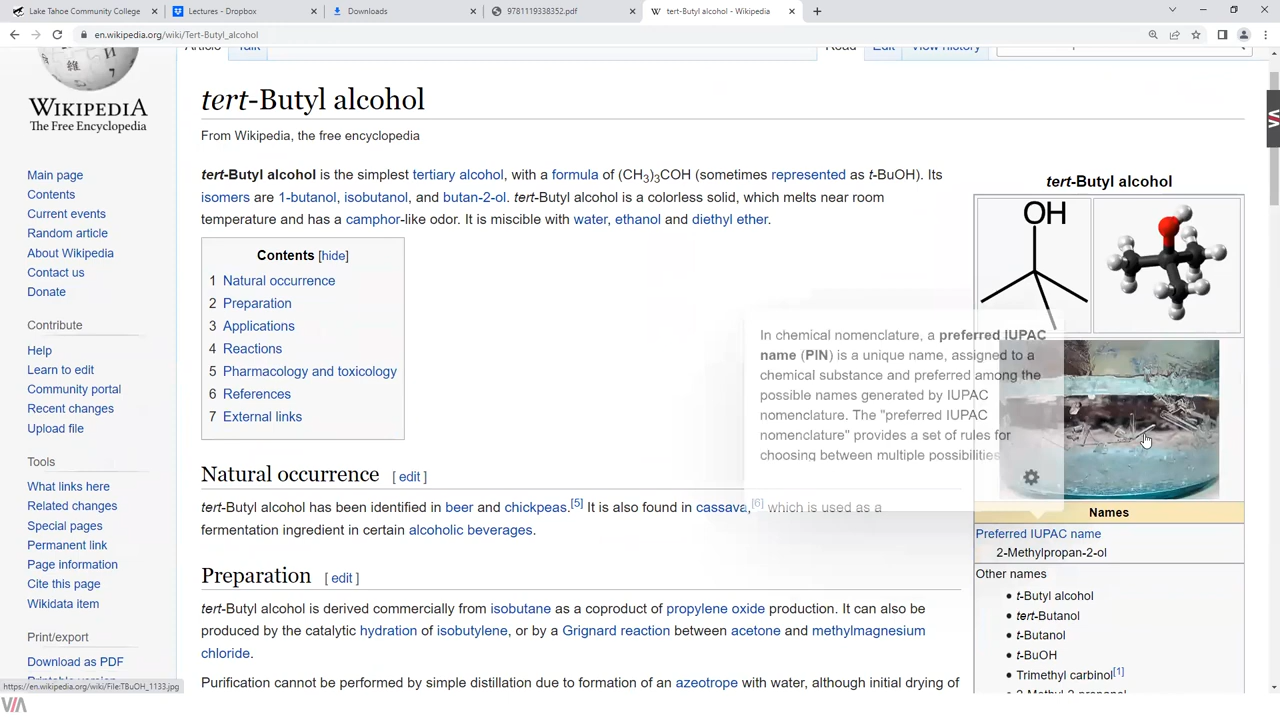 Lake Tahoe Community College
Lectures - Dropbox
Downloads
9781119338352.pdf
tert-Butyl alcohol - Wikipedia
en.wikipedia.org/wiki/Tert-Butyl_alcohol
Article Talk Read Edit View history
WIKIPEDIA
The Free Encyclopedia
Main page
Contents
Current events
Random article
About Wikipedia
Contact us
Donate
Contribute
Help
Learn to edit
Community portal
Recent changes
Upload file
Tools
What links here
Related changes
Special pages
Permanent link
Page information
Cite this page
Wikidata item
Print/export
Download as PDF
Printable version
https://en.wikipedia.org/wiki/File:TBuOH_1133.jpg
tert-Butyl alcohol
From Wikipedia, the free encyclopedia
tert-Butyl alcohol is the simplest tertiary alcohol, with a formula of (CH3)3COH (sometimes represented as t-BuOH). Its
isomers are 1-butanol, isobutanol, and butan-2-ol. tert-Butyl alcohol is a colorless solid, which melts near room
temperature and has a camphor-like odor. It is miscible with water, ethanol and diethyl ether.
Contents [hide]
1 Natural occurrence
2 Preparation
3 Applications
4 Reactions
5 Pharmacology and toxicology
6 References
7 External links
Natural occurrence [ edit ]
tert-Butyl alcohol has been identified in beer and chickpeas.[5] It is also found in cassava,[6] which is used as a
fermentation ingredient in certain alcoholic beverages.
Preparation [ edit ]
tert-Butyl alcohol is derived commercially from isobutane as a coproduct of propylene oxide production. It can also be
produced by the catalytic hydration of isobutylene, or by a Grignard reaction between acetone and methylmagnesium
chloride.
Purification cannot be performed by simple distillation due to formation of an azeotrope with water, although initial drying of
In chemical nomenclature, a preferred IUPAC
name (PIN) is a unique name, assigned to a
chemical substance and preferred among the
possible names generated by IUPAC
nomenclature. The "preferred IUPAC
nomenclature" provides a set of rules for
choosing between multiple possibilities
tert-Butyl alcohol
OH
Names
Preferred IUPAC name
2-Methylpropan-2-ol
Other names
t-Butyl alcohol
tert-Butanol
t-Butanol
t-BuOH
Trimethyl carbinol[1]
2-Methyl-2-propanol
VIA